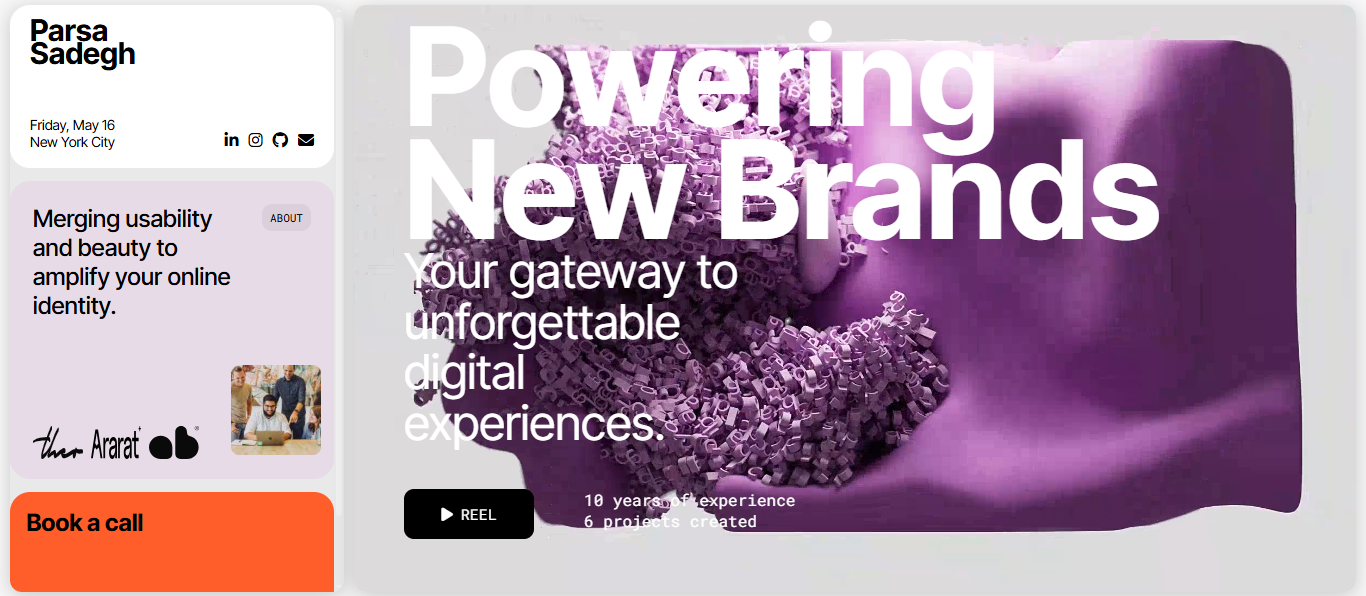 Parsa
Sadegh
Friday, May 16
New York City
Merging usability
and beauty to
amplify your online
identity.
ABOUT
ther Ararat
Book a call
Powering
New Brands
Your gateway to
unforgettable
digital
experiences.
REEL
10 years of experience
6 projects created